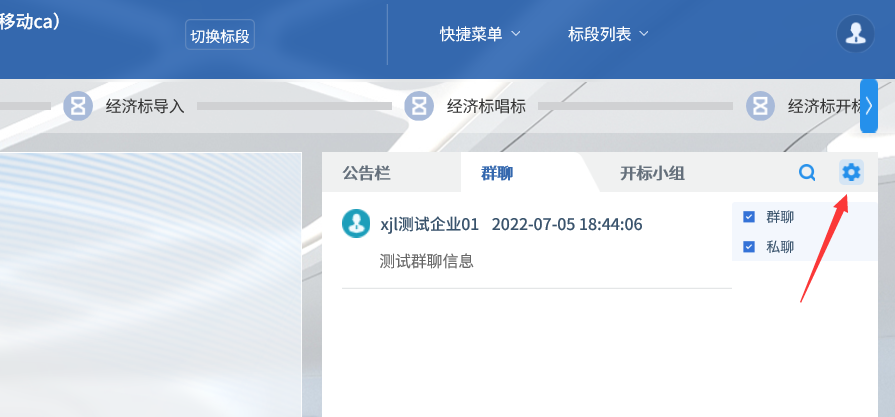 移动ca）
切换标段
快捷菜单
标段列表
经济标导入
经济标唱标
经济标开标
公告栏
群聊
开标小组
xjl测试企业01 2022-07-05 18:44:06
群聊
测试群聊信息
私聊